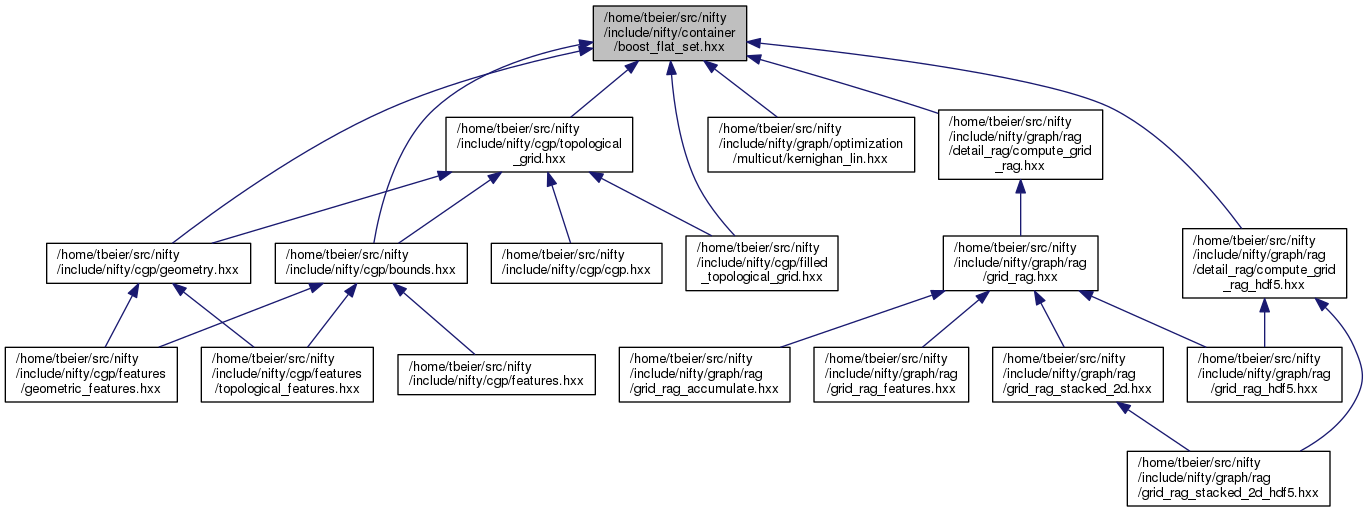 /home/tbeier/src/nifty
/include/nifty/container
/boost_flat_set.hxx
/home/tbeier/src/nifty
/include/nifty/cgp/topological
_grid.hxx
/home/tbeier/src/nifty
/include/nifty/graph/optimization
/multicut/kernighan_lin.hxx
/home/tbeier/src/nifty
/include/nifty/graph/rag
/detail_rag/compute_grid
_rag.hxx
/home/tbeier/src/nifty
/include/nifty/cgp/geometry.hxx
/home/tbeier/src/nifty
/include/nifty/cgp/bounds.hxx
/home/tbeier/src/nifty
/include/nifty/cgp/cgp.hxx
/home/tbeier/src/nifty
/include/nifty/cgp/filled
_topological_grid.hxx
/home/tbeier/src/nifty
/include/nifty/graph/rag
/grid_rag.hxx
/home/tbeier/src/nifty
/include/nifty/graph/rag
/detail_rag/compute_grid
_rag_hdf5.hxx
/home/tbeier/src/nifty
/include/nifty/cgp/features
/geometric_features.hxx
/home/tbeier/src/nifty
/include/nifty/cgp/features
/topological_features.hxx
/home/tbeier/src/nifty
/include/nifty/cgp/features.hxx
/home/tbeier/src/nifty
/include/nifty/graph/rag
/grid_rag_accumulate.hxx
/home/tbeier/src/nifty
/include/nifty/graph/rag
/grid_rag_features.hxx
/home/tbeier/src/nifty
/include/nifty/graph/rag
/grid_rag_stacked_2d.hxx
/home/tbeier/src/nifty
/include/nifty/graph/rag
/grid_rag_hdf5.hxx
/home/tbeier/src/nifty
/include/nifty/graph/rag
/grid_rag_stacked_2d_hdf5.hxx